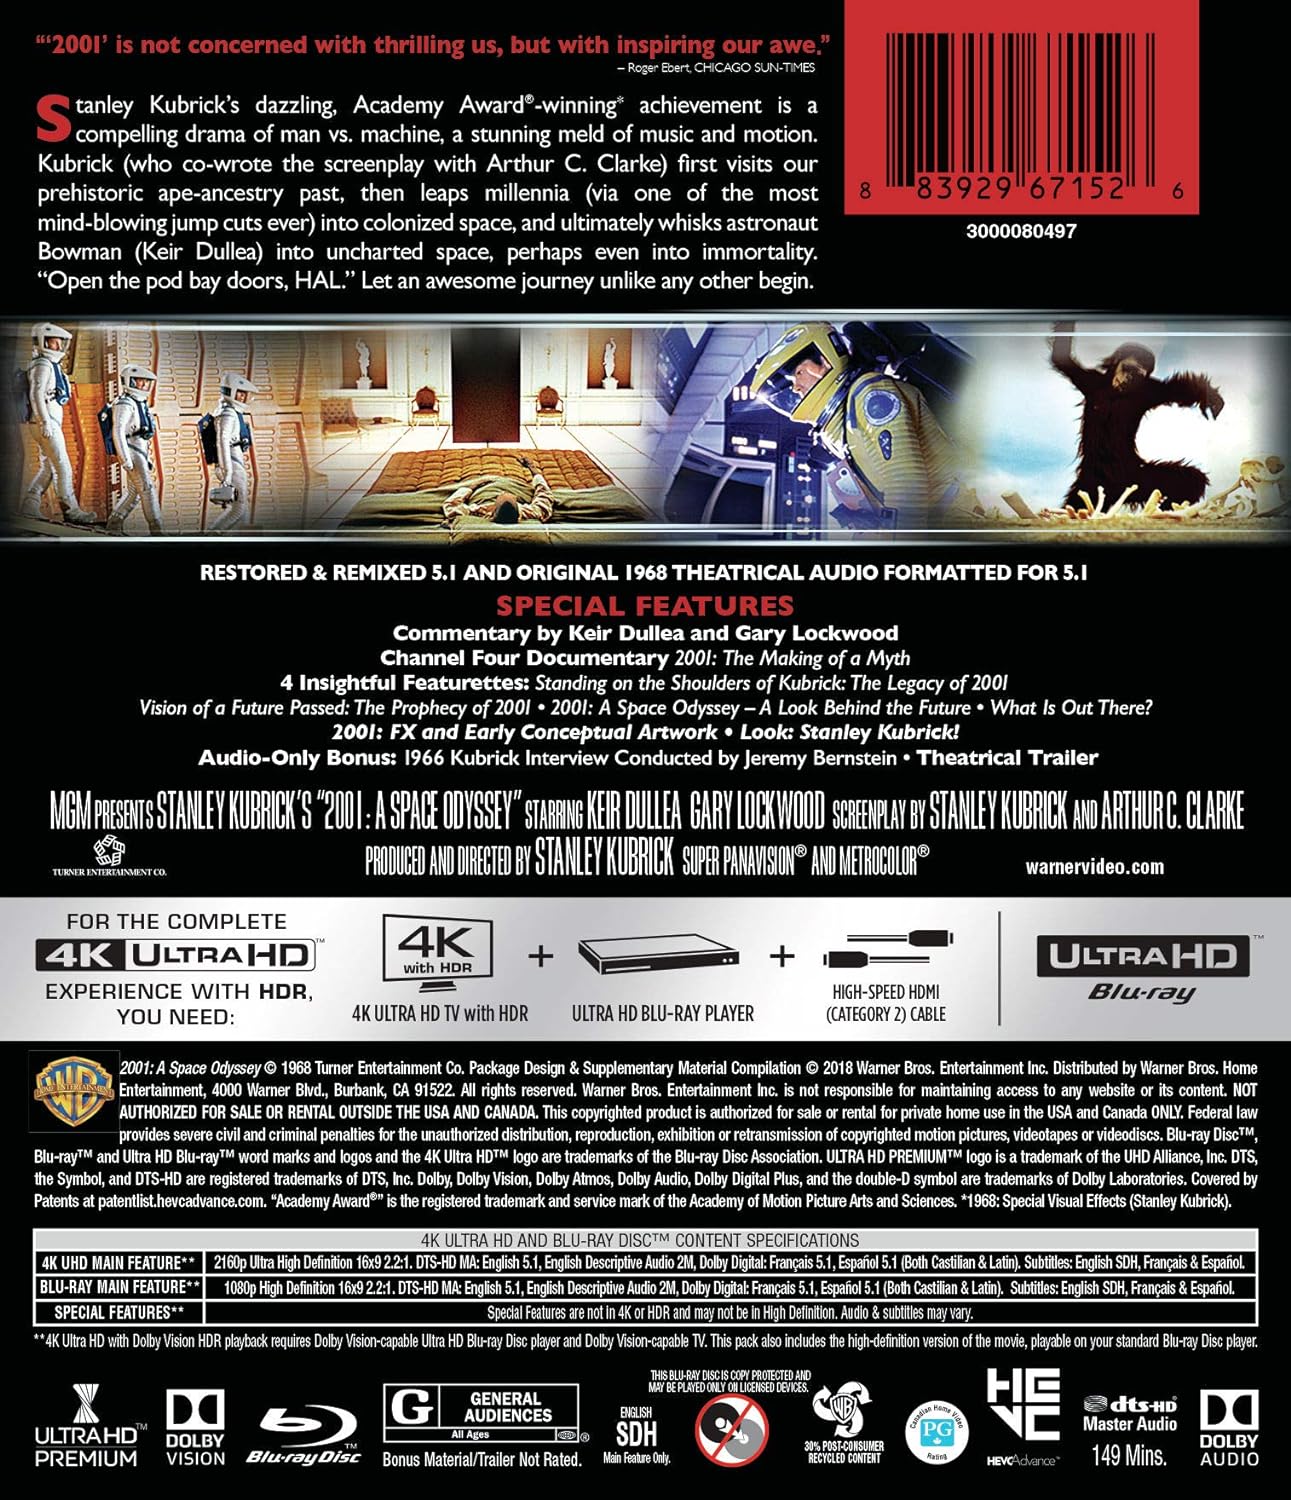 “‘2001’ is not concerned with thrilling us, but with inspiring our awe.”
– Roger Ebert, CHICAGO SUN-TIMES
Stanley Kubrick’s dazzling, Academy Award®-winning* achievement is a
compelling drama of man vs. machine, a stunning meld of music and motion.
Kubrick (who co-wrote the screenplay with Arthur C. Clarke) first visits our
prehistoric ape-ancestry past, then leaps millennia (via one of the most
mind-blowing jump cuts ever) into colonized space, and ultimately whisks astronaut
Bowman (Keir Dullea) into uncharted space, perhaps even into immortality.
“Open the pod bay doors, HAL.” Let an awesome journey unlike any other begin.
8 83929 67152 6
3000080497
RESTORED & REMIXED 5.1 AND ORIGINAL 1968 THEATRICAL AUDIO FORMATTED FOR 5.1
SPECIAL FEATURES
Commentary by Keir Dullea and Gary Lockwood
Channel Four Documentary 2001: The Making of a Myth
4 Insightful Featurettes: Standing on the Shoulders of Kubrick: The Legacy of 2001
Vision of a Future Passed: The Prophecy of 2001 • 2001: A Space Odyssey – A Look Behind the Future • What Is Out There?
2001: FX and Early Conceptual Artwork • Look: Stanley Kubrick!
Audio-Only Bonus: 1966 Kubrick Interview Conducted by Jeremy Bernstein • Theatrical Trailer
MGM PRESENTS STANLEY KUBRICK’S “2001: A SPACE ODYSSEY” STARRING KEIR DULLEA GARY LOCKWOOD SCREENPLAY BY STANLEY KUBRICK AND ARTHUR C. CLARKE
PRODUCED AND DIRECTED BY STANLEY KUBRICK SUPER PANAVISION® AND METROCOLOR®
TURNER ENTERTAINMENT CO.
warnervideo.com
FOR THE COMPLETE
4K ULTRA HD™
EXPERIENCE WITH HDR,
YOU NEED:
4K
with HDR
4K ULTRA HD TV with HDR
+
ULTRA HD BLU-RAY PLAYER
+
HIGH-SPEED HDMI
(CATEGORY 2) CABLE
ULTRA HD™
Blu-ray
WB
HOME ENTERTAINMENT
2001: A Space Odyssey © 1968 Turner Entertainment Co. Package Design & Supplementary Material Compilation © 2018 Warner Bros. Entertainment Inc. Distributed by Warner Bros. Home
Entertainment, 4000 Warner Blvd., Burbank, CA 91522. All rights reserved. Warner Bros. Entertainment Inc. is not responsible for maintaining access to any website or its content. NOT
AUTHORIZED FOR SALE OR RENTAL OUTSIDE THE USA AND CANADA. This copyrighted product is authorized for sale or rental for private home use in the USA and Canada ONLY. Federal law
provides severe civil and criminal penalties for the unauthorized distribution, reproduction, exhibition or retransmission of copyrighted motion pictures, videotapes or videodiscs. Blu-ray Disc™,
Blu-ray™ and Ultra HD Blu-ray™ word marks and logos and the 4K Ultra HD™ logo are trademarks of the Blu-ray Disc Association. ULTRA HD PREMIUM™ logo is a trademark of the UHD Alliance, Inc. DTS,
the Symbol, and DTS-HD are registered trademarks of DTS, Inc. Dolby, Dolby Vision, Dolby Atmos, Dolby Audio, Dolby Digital Plus, and the double-D symbol are trademarks of Dolby Laboratories. Covered by
Patents at patentlist.hevcadvance.com. “Academy Award®” is the registered trademark and service mark of the Academy of Motion Picture Arts and Sciences. *1968: Special Visual Effects (Stanley Kubrick).
4K ULTRA HD AND BLU-RAY DISC™ CONTENT SPECIFICATIONS
4K UHD MAIN FEATURE** 2160p Ultra High Definition 16x9 2.2:1. DTS-HD MA: English 5.1, English Descriptive Audio 2M, Dolby Digital: Français 5.1, Español 5.1 (Both Castilian & Latin). Subtitles: English SDH, Français & Español.
BLU-RAY MAIN FEATURE** 1080p High Definition 16x9 2.2:1. DTS-HD MA: English 5.1, English Descriptive Audio 2M, Dolby Digital: Français 5.1, Español 5.1 (Both Castilian & Latin). Subtitles: English SDH, Français & Español.
SPECIAL FEATURES** Special Features are not in 4K or HDR and may not be in High Definition. Audio & subtitles may vary.
**4K Ultra HD with Dolby Vision HDR playback requires Dolby Vision-capable Ultra HD Blu-ray Disc player and Dolby Vision-capable TV. This pack also includes the high-definition version of the movie, playable on your standard Blu-ray Disc player.
ULTRA HD™
PREMIUM
DOLBY
VISION
Blu-ray Disc™
G
GENERAL
AUDIENCES
All Ages
®
Bonus Material/Trailer Not Rated.
ENGLISH
SDH
Main Feature Only.
THIS BLU-RAY DISC IS COPY PROTECTED AND
MAY BE PLAYED ONLY ON LICENSED DEVICES.
WB
30% POST-CONSUMER
RECYCLED CONTENT
Canadian Home Video
PG
Rating
HEVC
HEVCAdvance™
dts-HD
Master Audio
149 Mins.
DOLBY
AUDIO